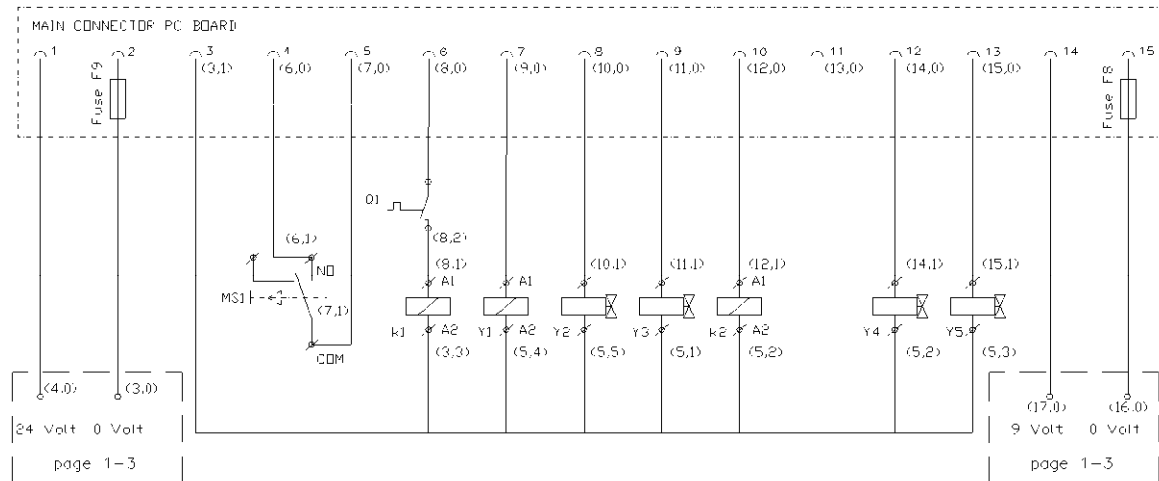 MAIN CONNECTOR PC BOARD
1 2 3 4 5 6 7 8 9 10 11 12 13 14 15
(3,1) (6,0) (7,0) (8,0) (9,0) (10,0) (11,0) (12,0) (13,0) (14,0) (15,0)
Fuse F9
Fuse F8
Q1
(8,2)
(6,1) (8,1) (10,1) (11,1) (12,1) (14,1) (15,1)
NO A1 A1 A1
MS1 (7,1)
k1 A2 Y1 A2 Y2 Y3 k2 A2 Y4 Y5
COM (3,3) (5,4) (5,5) (5,1) (5,2) (5,2) (5,3)
(4,0) (3,0) (17,0) (16,0)
24 Volt 0 Volt 9 Volt 0 Volt
page 1-3 page 1-3